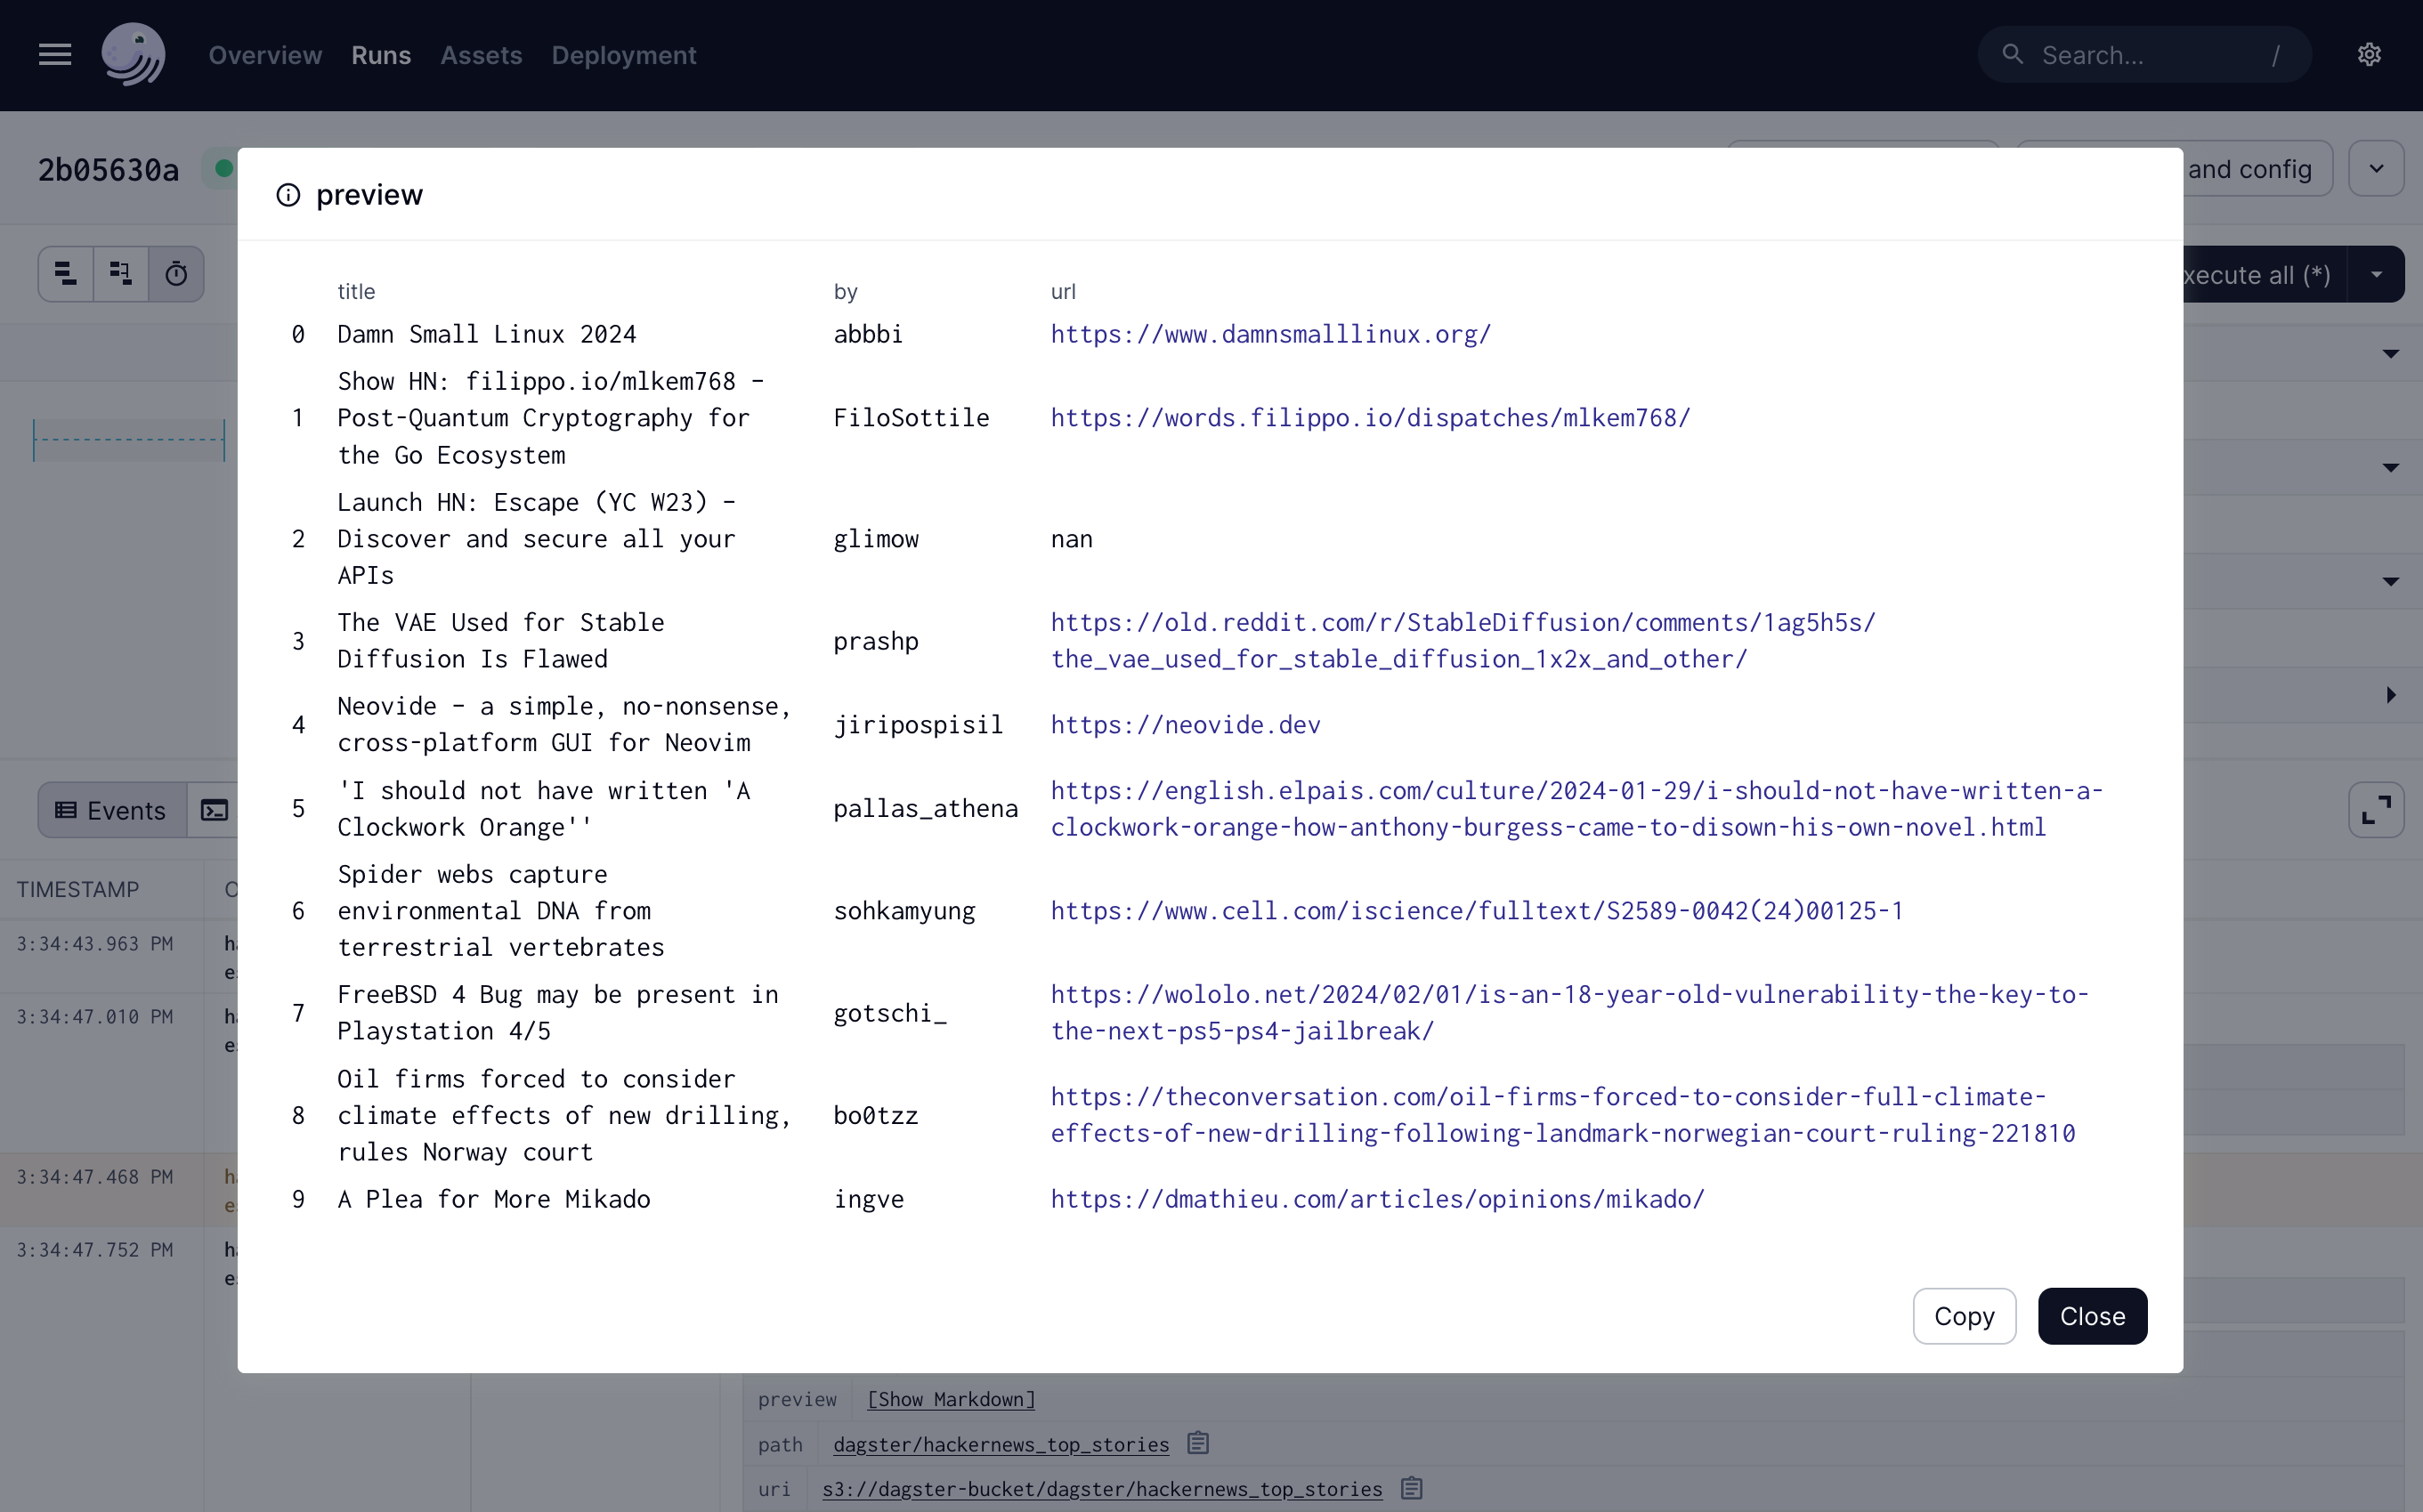 Overview Runs Assets Deployment Search... /
2b05630a and config
preview
xecute all (*)
title by url
0 Damn Small Linux 2024 abbbi https://www.damnsmalllinux.org/
Show HN: filippo.io/mlkem768 –
1 Post-Quantum Cryptography for FiloSottile https://words.filippo.io/dispatches/mlkem768/
the Go Ecosystem
Launch HN: Escape (YC W23) –
2 Discover and secure all your glimow nan
APIs
The VAE Used for Stable https://old.reddit.com/r/StableDiffusion/comments/1ag5h5s/
3 prashp
Diffusion Is Flawed the_vae_used_for_stable_diffusion_1x2x_and_other/
Neovide – a simple, no-nonsense,
4 jiripospisil https://neovide.dev
cross-platform GUI for Neovim
'I should not have written 'A https://english.elpais.com/culture/2024-01-29/i-should-not-have-written-a-
5 pallas_athena
Clockwork Orange'' clockwork-orange-how-anthony-burgess-came-to-disown-his-own-novel.html
Events
Spider webs capture
TIMESTAMP
6 environmental DNA from sohkamyung https://www.cell.com/iscience/fulltext/S2589-0042(24)00125-1
terrestrial vertebrates
3:34:43.963 PM
FreeBSD 4 Bug may be present in https://wololo.net/2024/02/01/is-an-18-year-old-vulnerability-the-key-to-
7 gotschi_
Playstation 4/5 the-next-ps5-ps4-jailbreak/
3:34:47.010 PM
Oil firms forced to consider https://theconversation.com/oil-firms-forced-to-consider-full-climate-
8 climate effects of new drilling, bo0tzz
rules Norway court effects-of-new-drilling-following-landmark-norwegian-court-ruling-221810
3:34:47.468 PM
9 A Plea for More Mikado ingve https://dmathieu.com/articles/opinions/mikado/
3:34:47.752 PM
Copy Close
preview [Show Markdown]
path dagster/hackernews_top_stories
uri s3://dagster-bucket/dagster/hackernews_top_stories